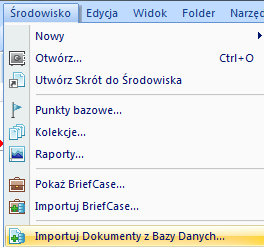 Środowisko Edycja Widok Folder Narzęd
Nowy
Otwórz... Ctrl+O
Utwórz Skrót do Środowiska
Punkty bazowe...
Kolekcje...
Raporty...
Pokaż BriefCase...
Importuj BriefCase...
Importuj Dokumenty z Bazy Danych...